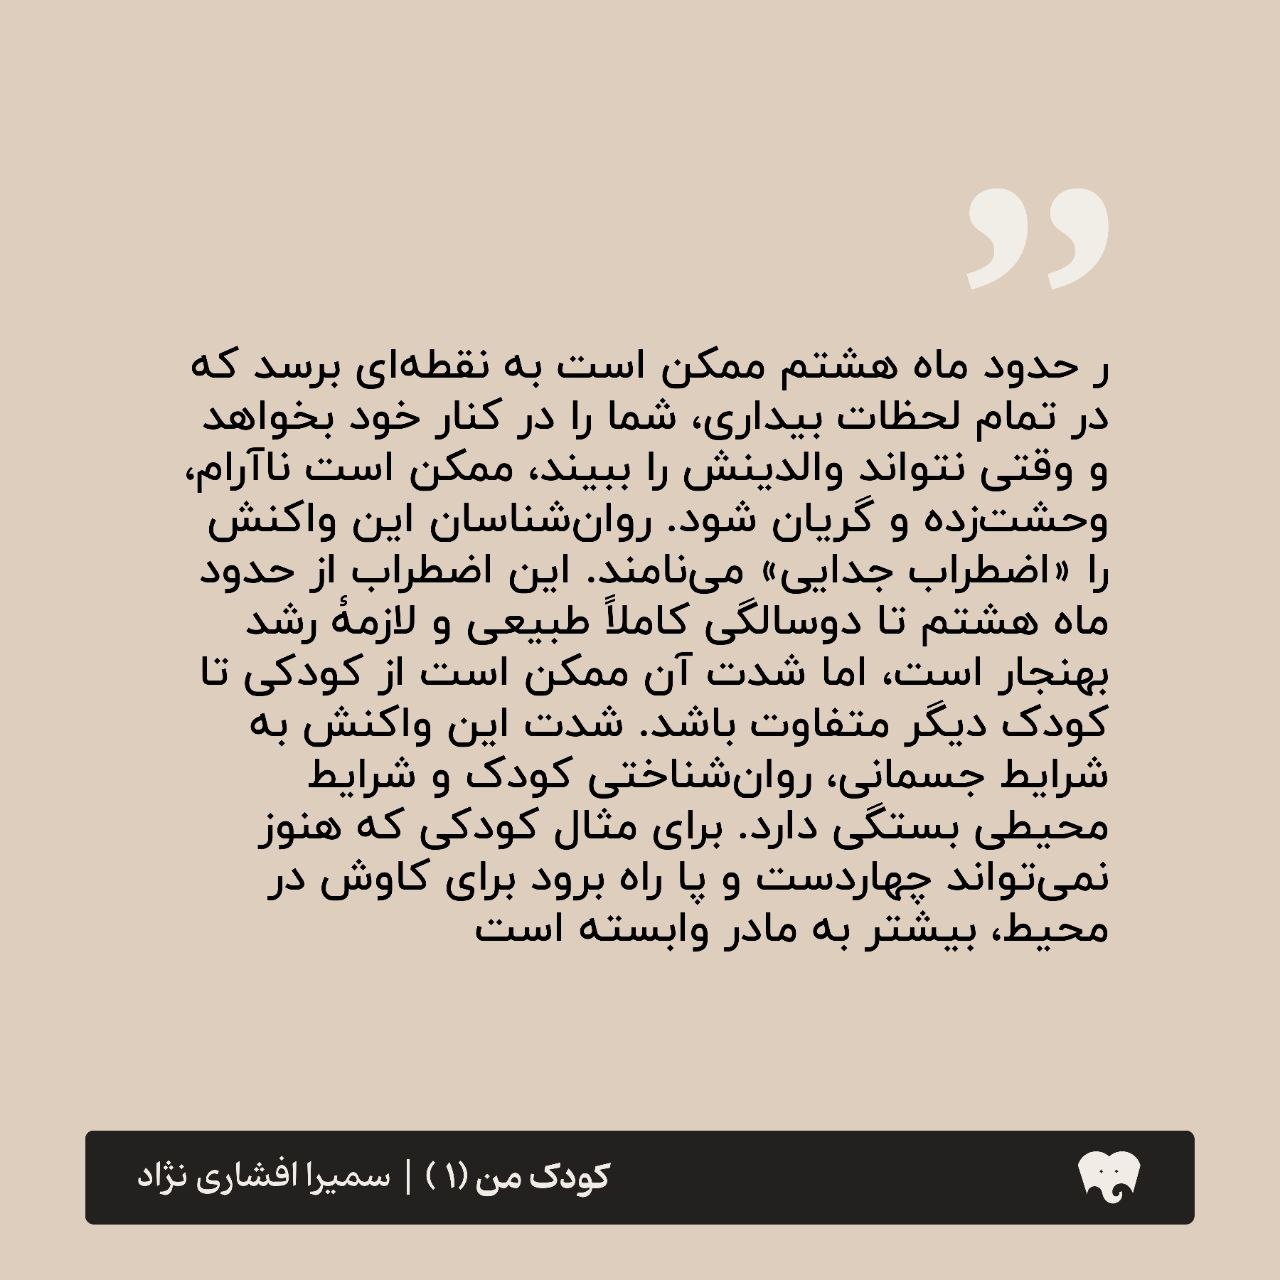 ر حدود ماه هشتم ممکن است به نقطه‌ای برسد که
در تمام لحظات بیداری، شما را در کنار خود بخواهد
و وقتی نتواند والدینش را ببیند، ممکن است ناآرام،
وحشت‌زده و گریان شود. روان‌شناسان این واکنش
را «اضطراب جدایی» می‌نامند. این اضطراب از حدود
ماه هشتم تا دوسالگی کاملاً طبیعی و لازمهٔ رشد
بهنجار است، اما شدت آن ممکن است از کودکی تا
کودک دیگر متفاوت باشد. شدت این واکنش به
شرایط جسمانی، روان‌شناختی کودک و شرایط
محیطی بستگی دارد. برای مثال کودکی که هنوز
نمی‌تواند چهاردست و پا راه برود برای کاوش در
محیط، بیشتر به مادر وابسته است
کودک من (۱ ) | سمیرا افشاری نژاد